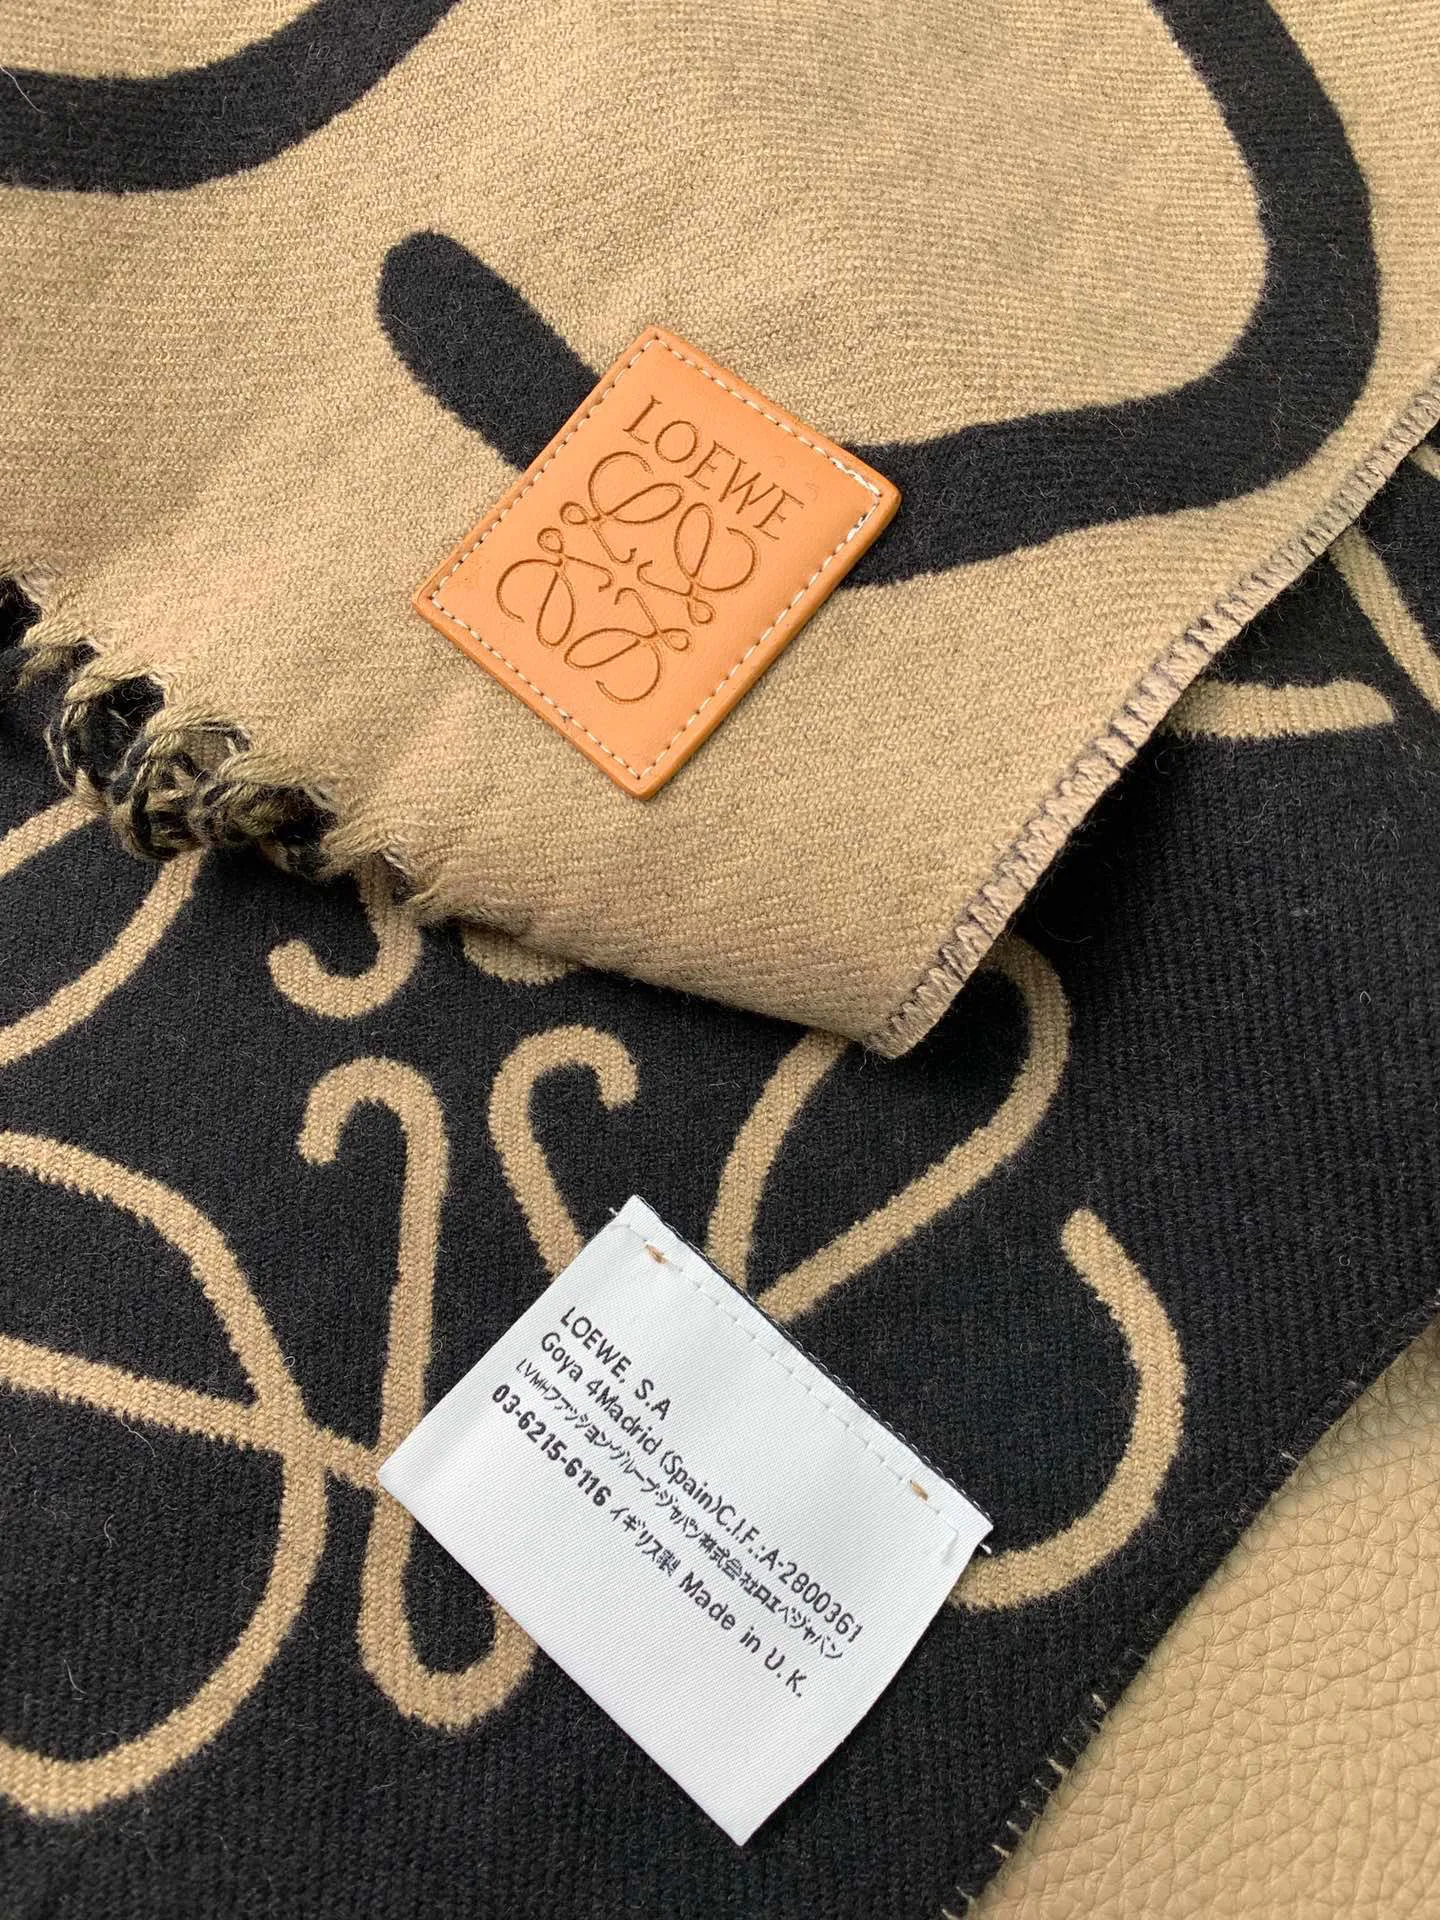 LOEWE
LOEWE, S.A
Goya 4Madrid (Spain)C.I.F.:A-2800361
LVMHファッショングループ・ジャパン株式会社ロエベジャパン
03-6215-6116 イギリス製 Made in U.K.